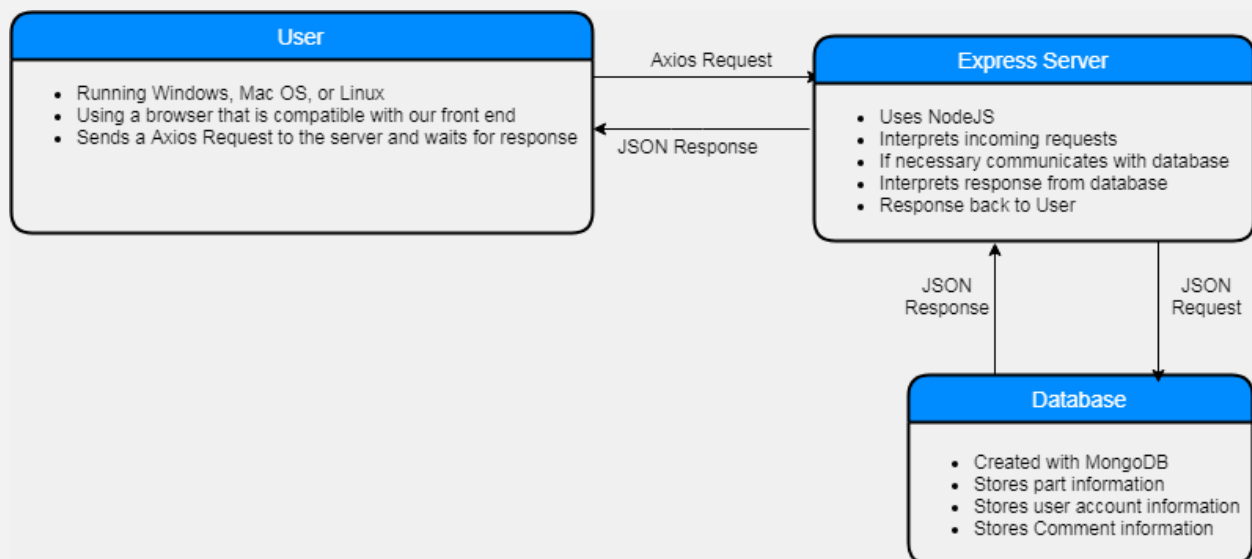 User
• Running Windows, Mac OS, or Linux
• Using a browser that is compatible with our front end
• Sends a Axios Request to the server and waits for response
Axios Request
JSON Response
Express Server
• Uses NodeJS
• Interprets incoming requests
• If necessary communicates with database
• Interprets response from database
• Response back to User
JSON
Response
JSON
Request
Database
• Created with MongoDB
• Stores part information
• Stores user account information
• Stores Comment information